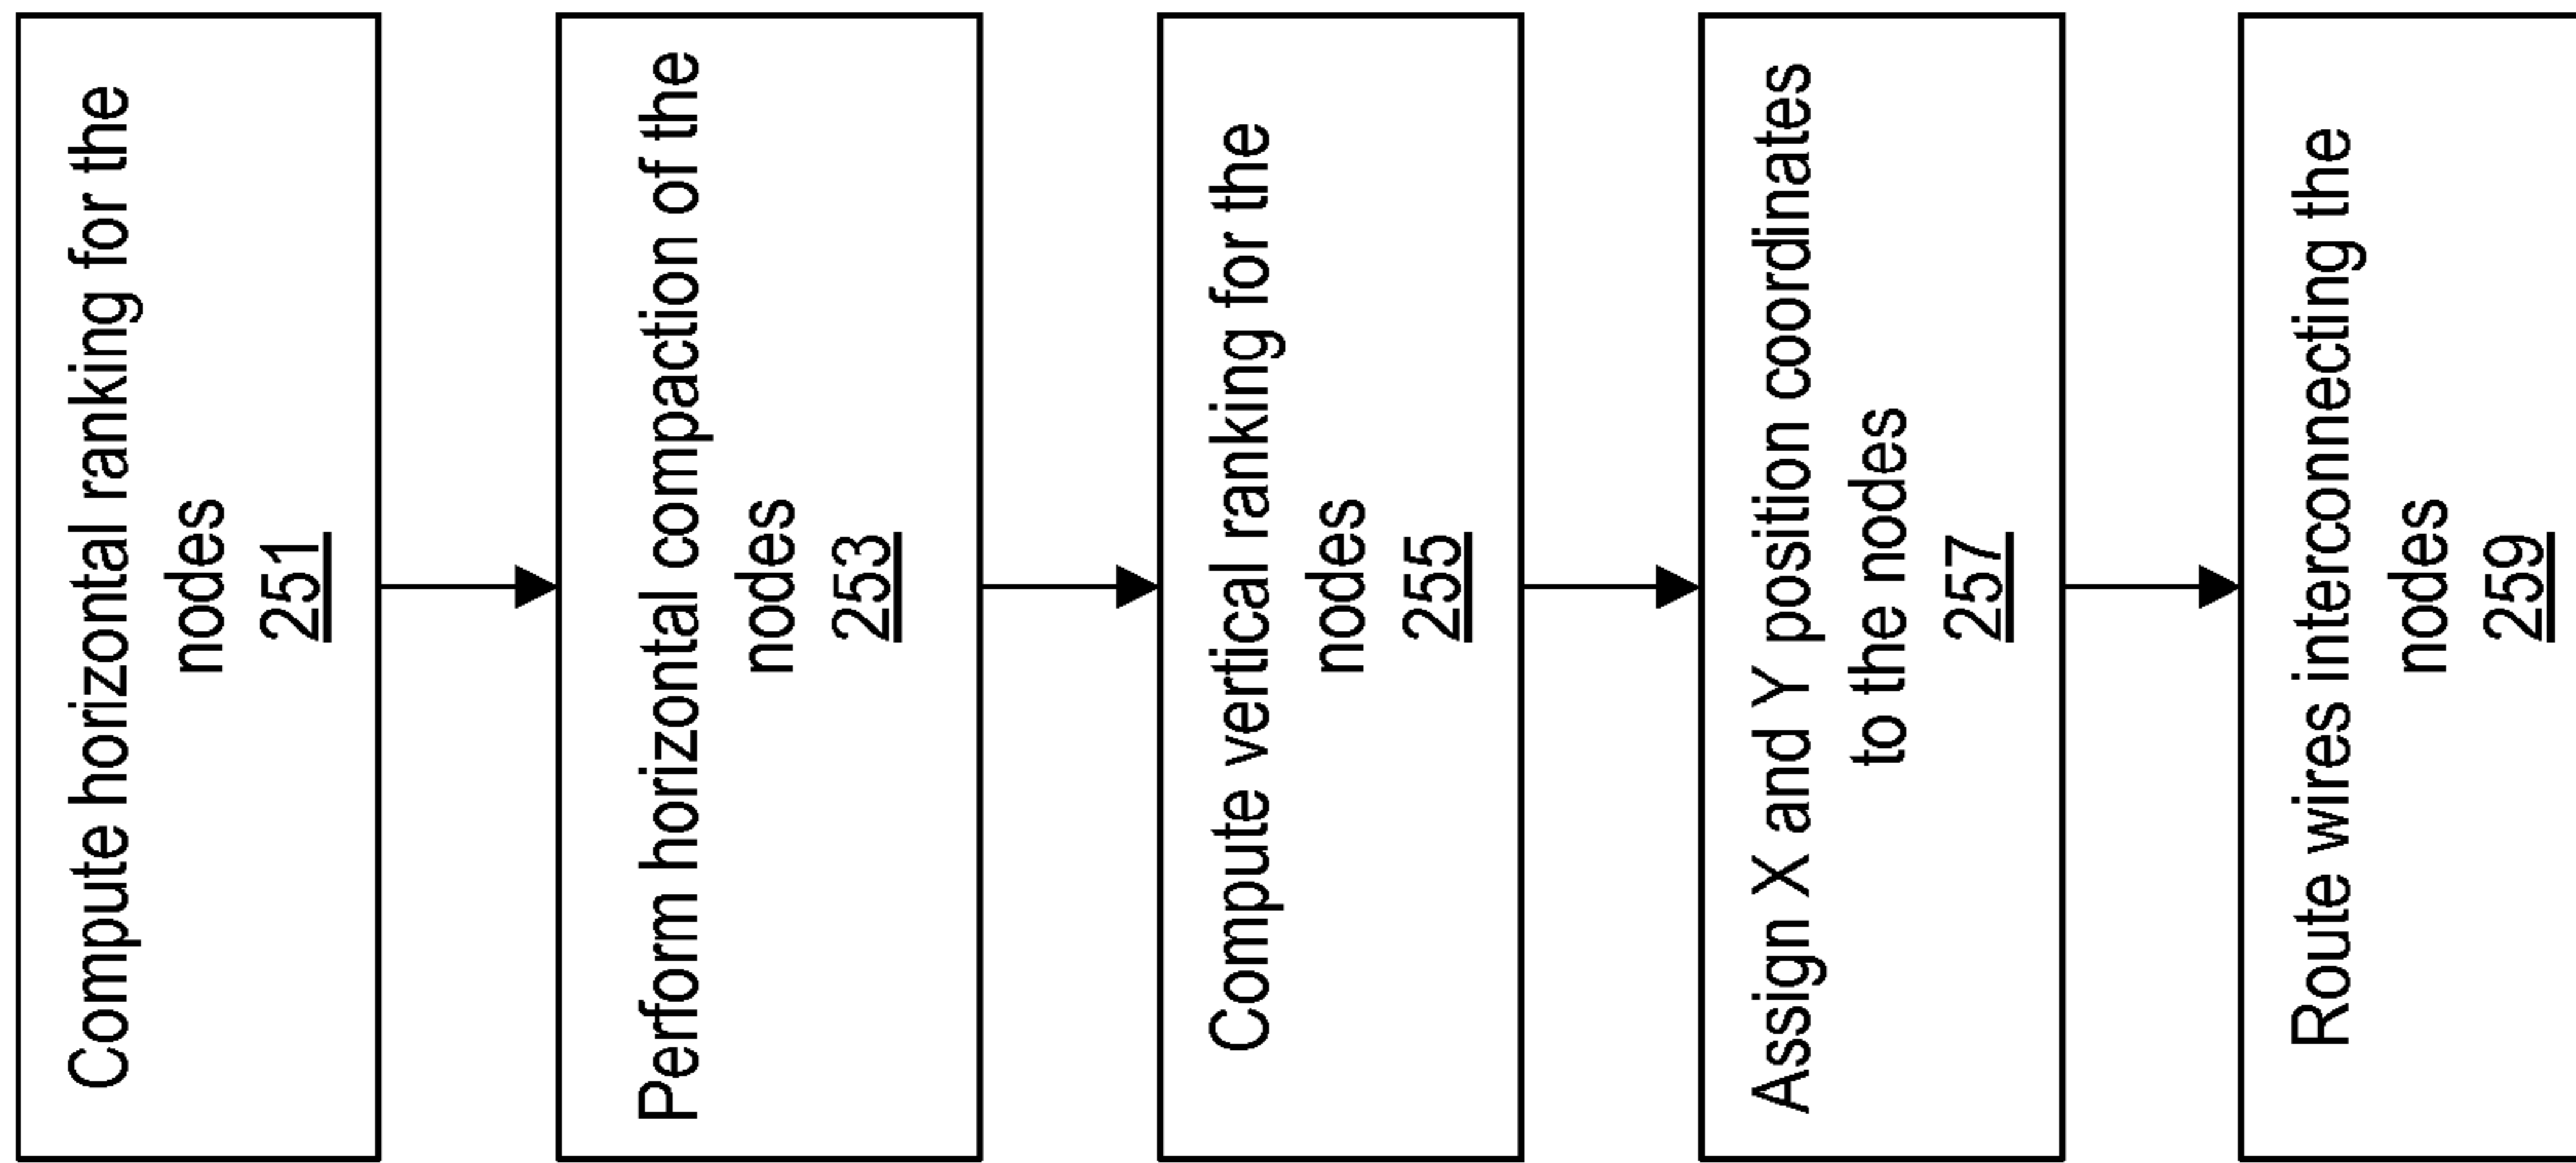 Compute horizontal ranking for the
nodes
251
Perform horizontal compaction of the
nodes
253
Compute vertical ranking for the
nodes
255
Assign X and Y position coordinates
to the nodes
257
Route wires interconnecting the
nodes
259